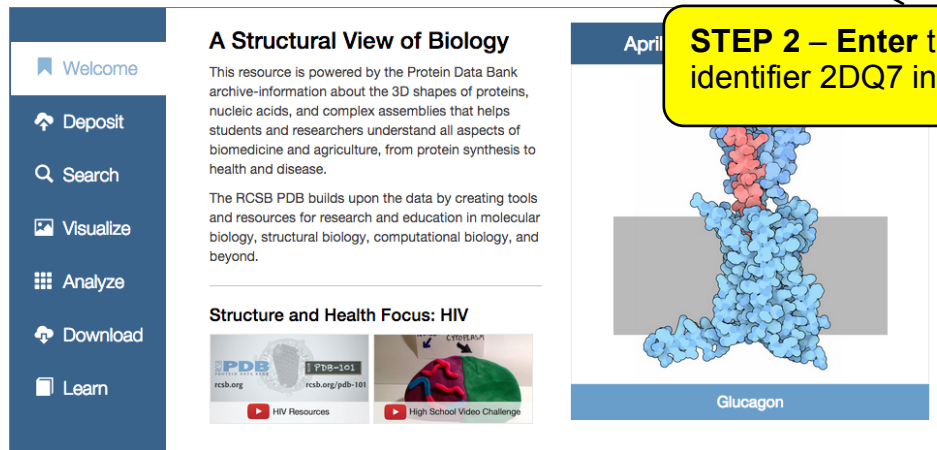 Welcome
Deposit
Search
Visualize
Analyze
Download
Learn
A Structural View of Biology
This resource is powered by the Protein Data Bank
archive-information about the 3D shapes of proteins,
nucleic acids, and complex assemblies that helps
students and researchers understand all aspects of
biomedicine and agriculture, from protein synthesis to
health and disease.
The RCSB PDB builds upon the data by creating tools
and resources for research and education in molecular
biology, structural biology, computational biology, and
beyond.
Structure and Health Focus: HIV
PDB
PROTEIN DATA BANK
PDB-101
rcsb.org
rcsb.org/pdb-101
HIV Resources
CYTOPLASM
High School Video Challenge
April
STEP 2 – Enter t
identifier 2DQ7 in
Glucagon